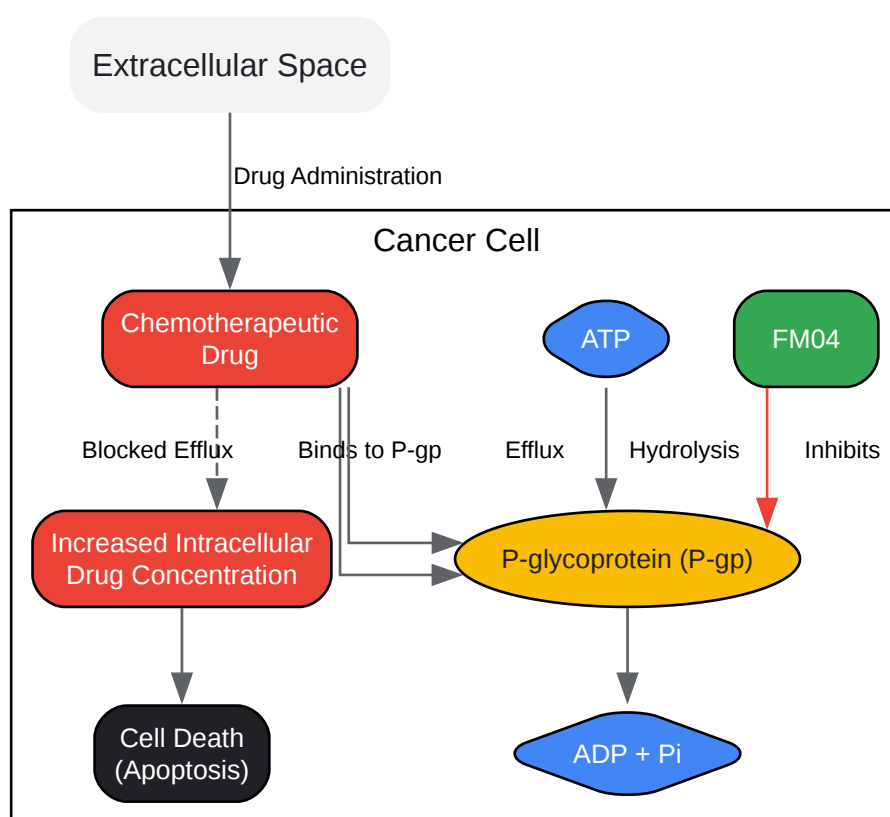 Extracellular Space
Drug Administration
Cancer Cell
Chemotherapeutic
Drug
ATP
FM04
Blocked Efflux
Binds to P-gp
Efflux
Hydrolysis
Inhibits
Increased Intracellular
Drug Concentration
P-glycoprotein (P-gp)
Cell Death
(Apoptosis)
ADP + Pi